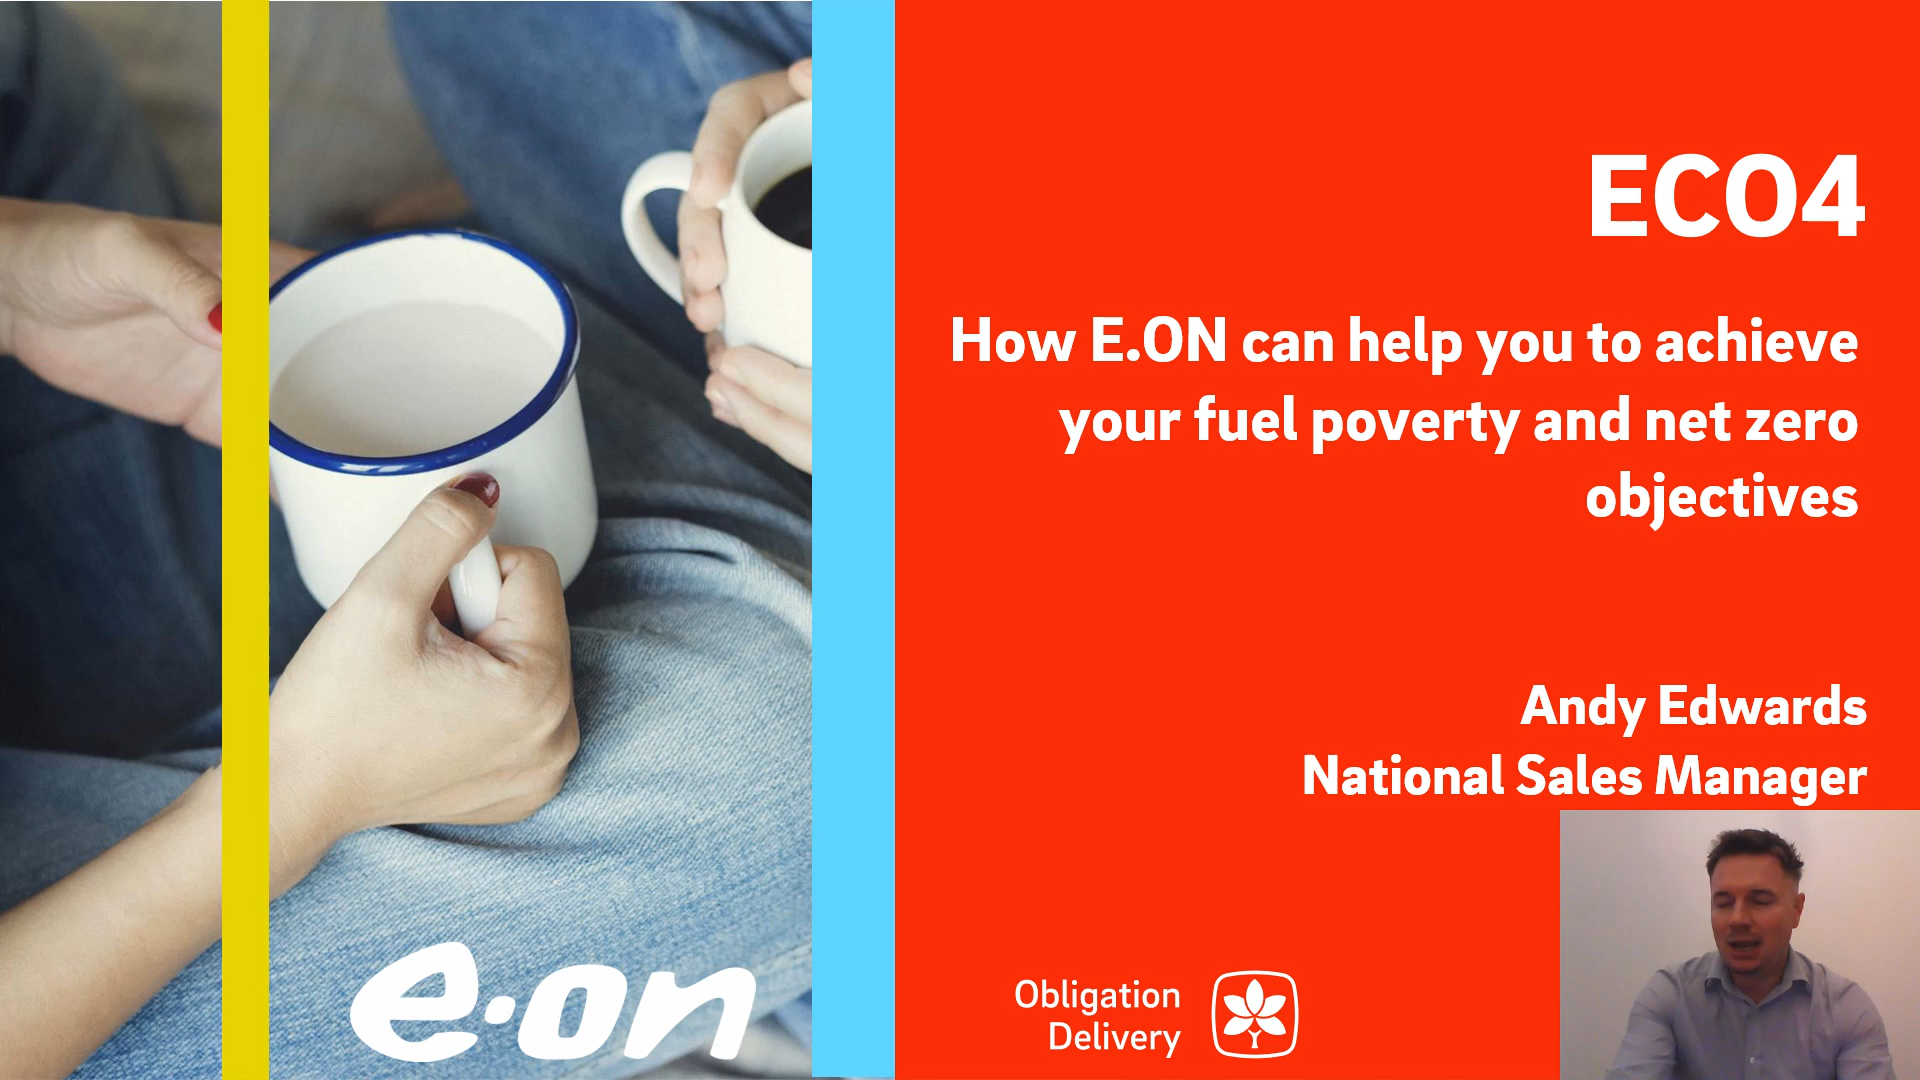 ECO4
How E.ON can help you to achieve
your fuel poverty and net zero
objectives
Andy Edwards
National Sales Manager
e.on
Obligation
Delivery